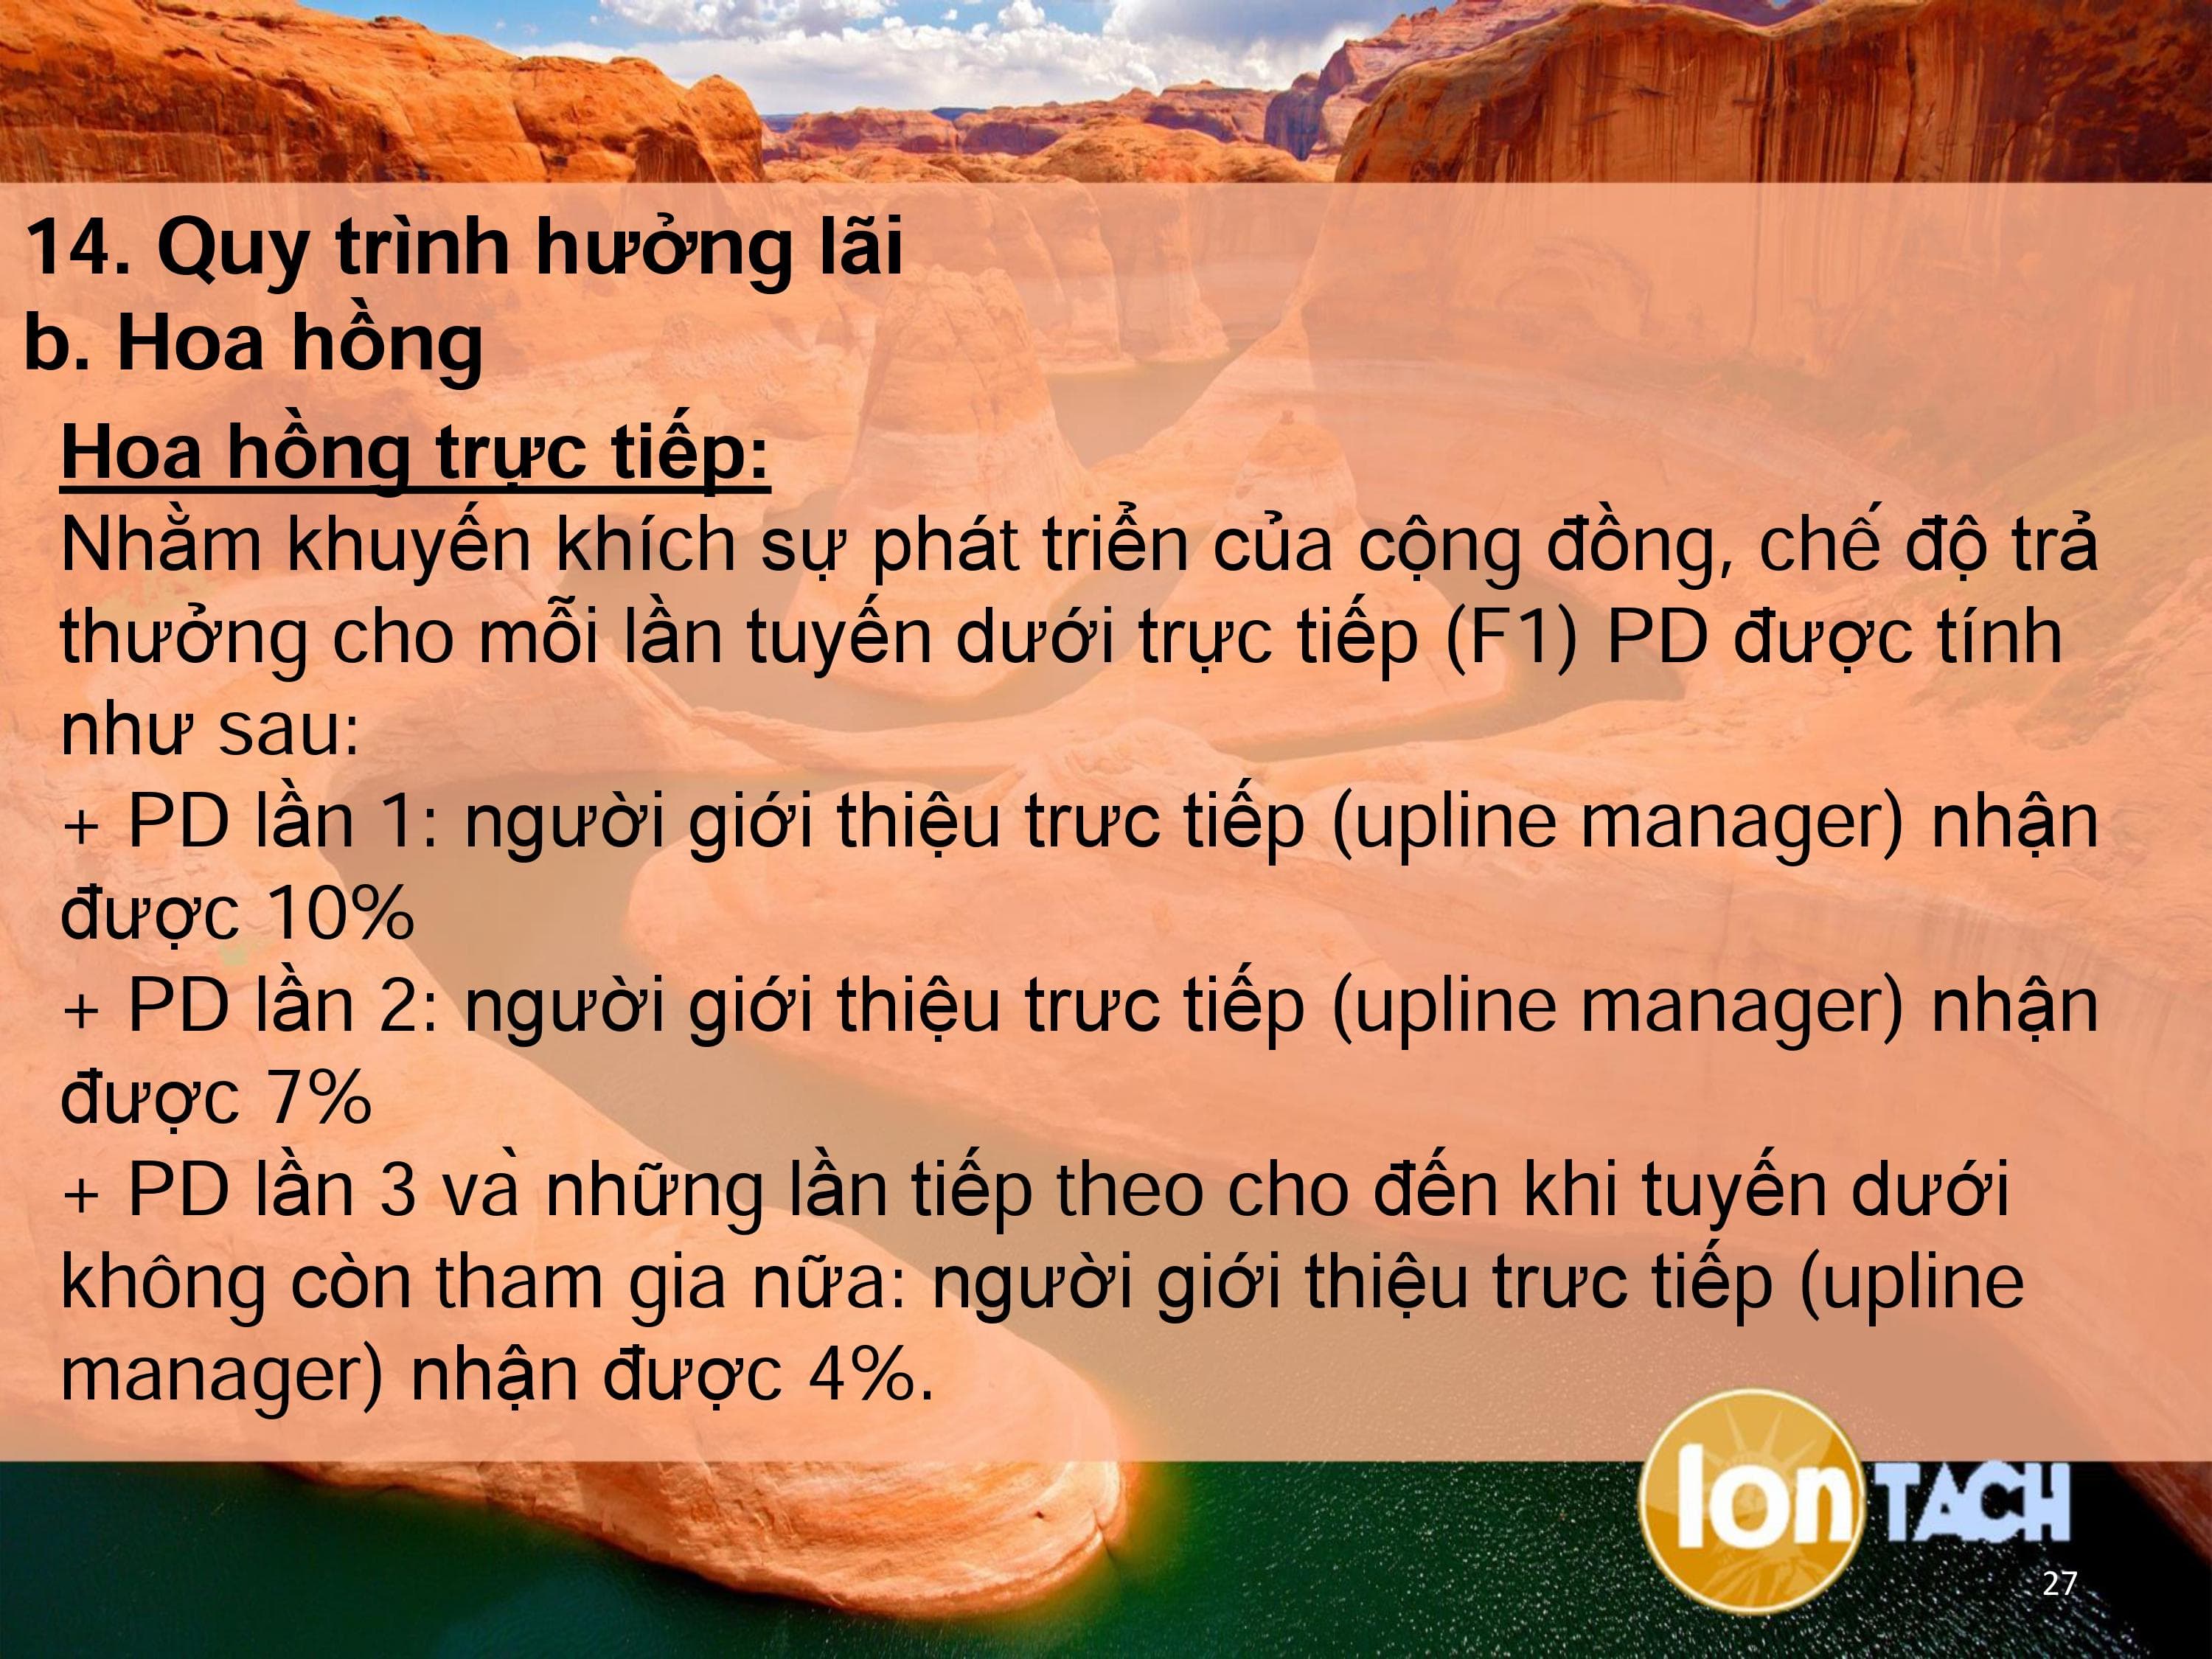 14. Quy trình hưởng lãi
b. Hoa hồng
Hoa hồng trực tiếp:
Nhằm khuyến khích sự phát triển của cộng đồng, chế độ trả
thưởng cho mỗi lần tuyến dưới trực tiếp (F1) PD được tính
như sau:
+ PD lần 1: người giới thiệu trưc tiếp (upline manager) nhận
được 10%
+ PD lần 2: người giới thiệu trưc tiếp (upline manager) nhận
được 7%
+ PD lần 3 và những lần tiếp theo cho đến khi tuyến dưới
không còn tham gia nữa: người giới thiệu trưc tiếp (upline
manager) nhận được 4%.
Ion TACH
27